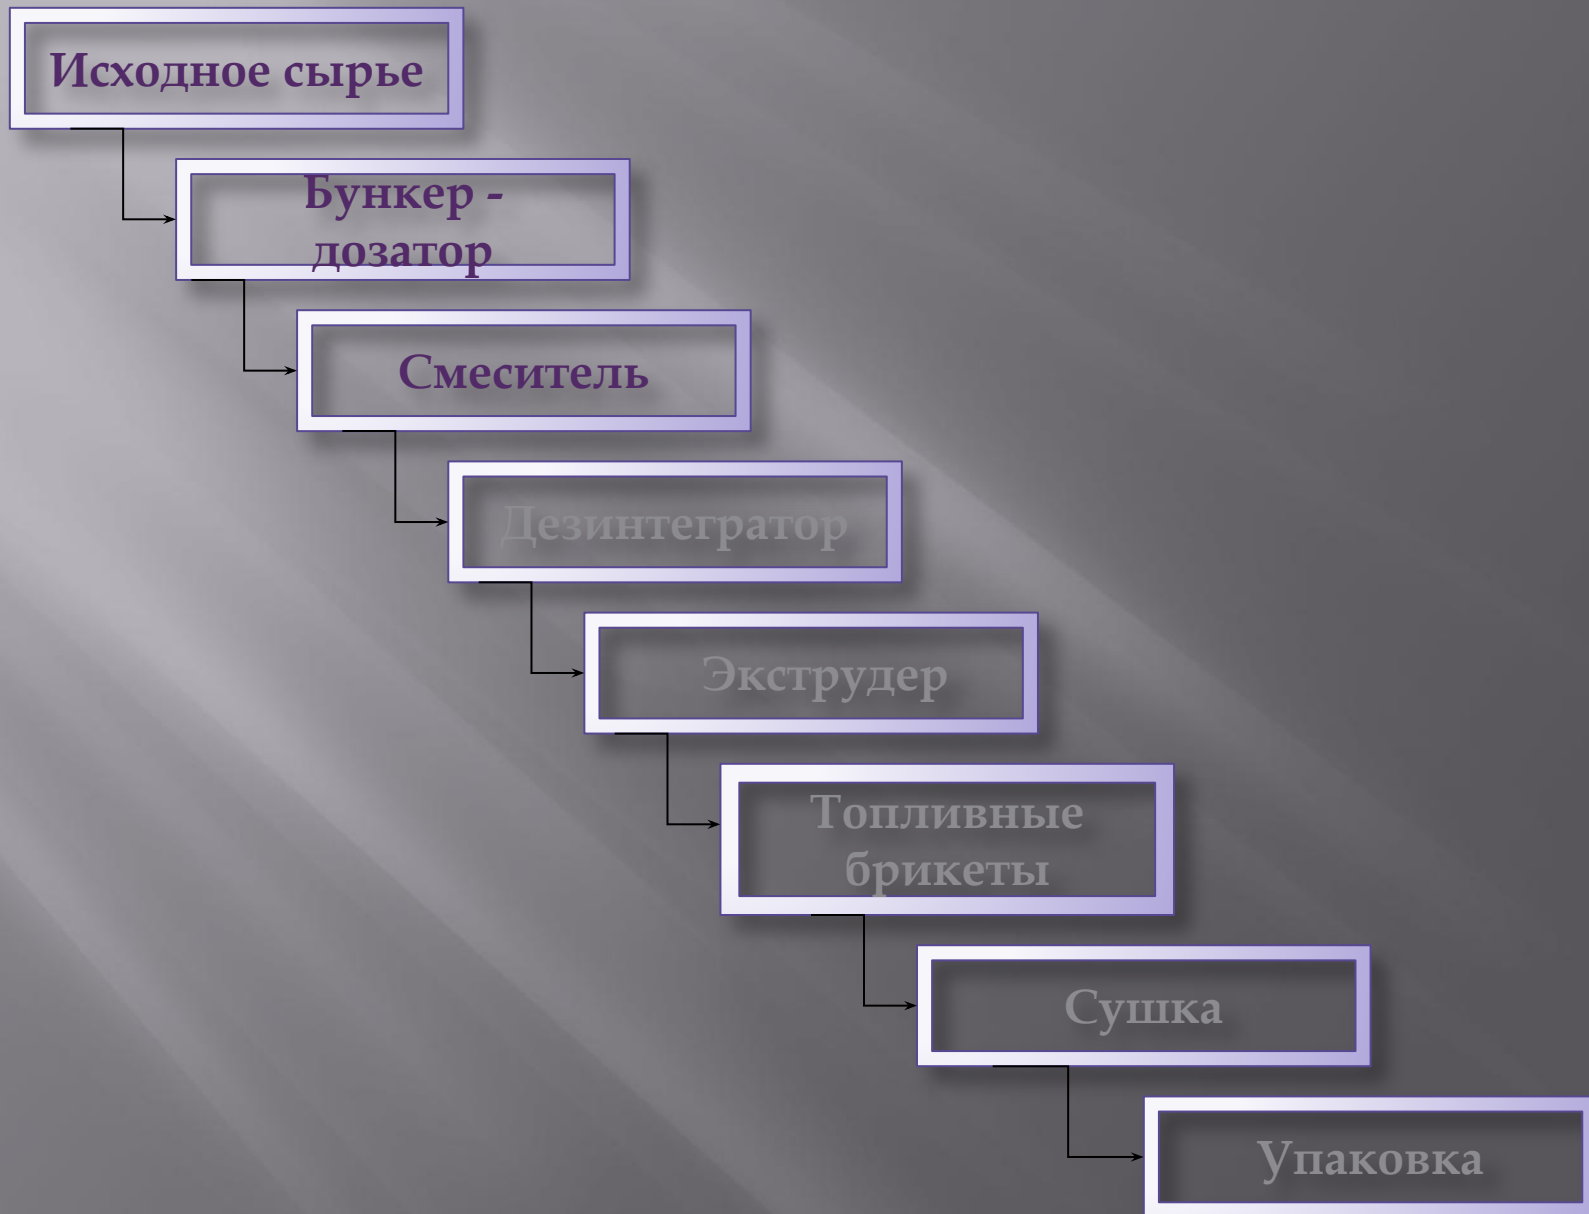 Исходное сырье
Бункер -
дозатор
Смеситель
Дезинтегратор
Экструдер
Топливные
брикеты
Сушка
Упаковка